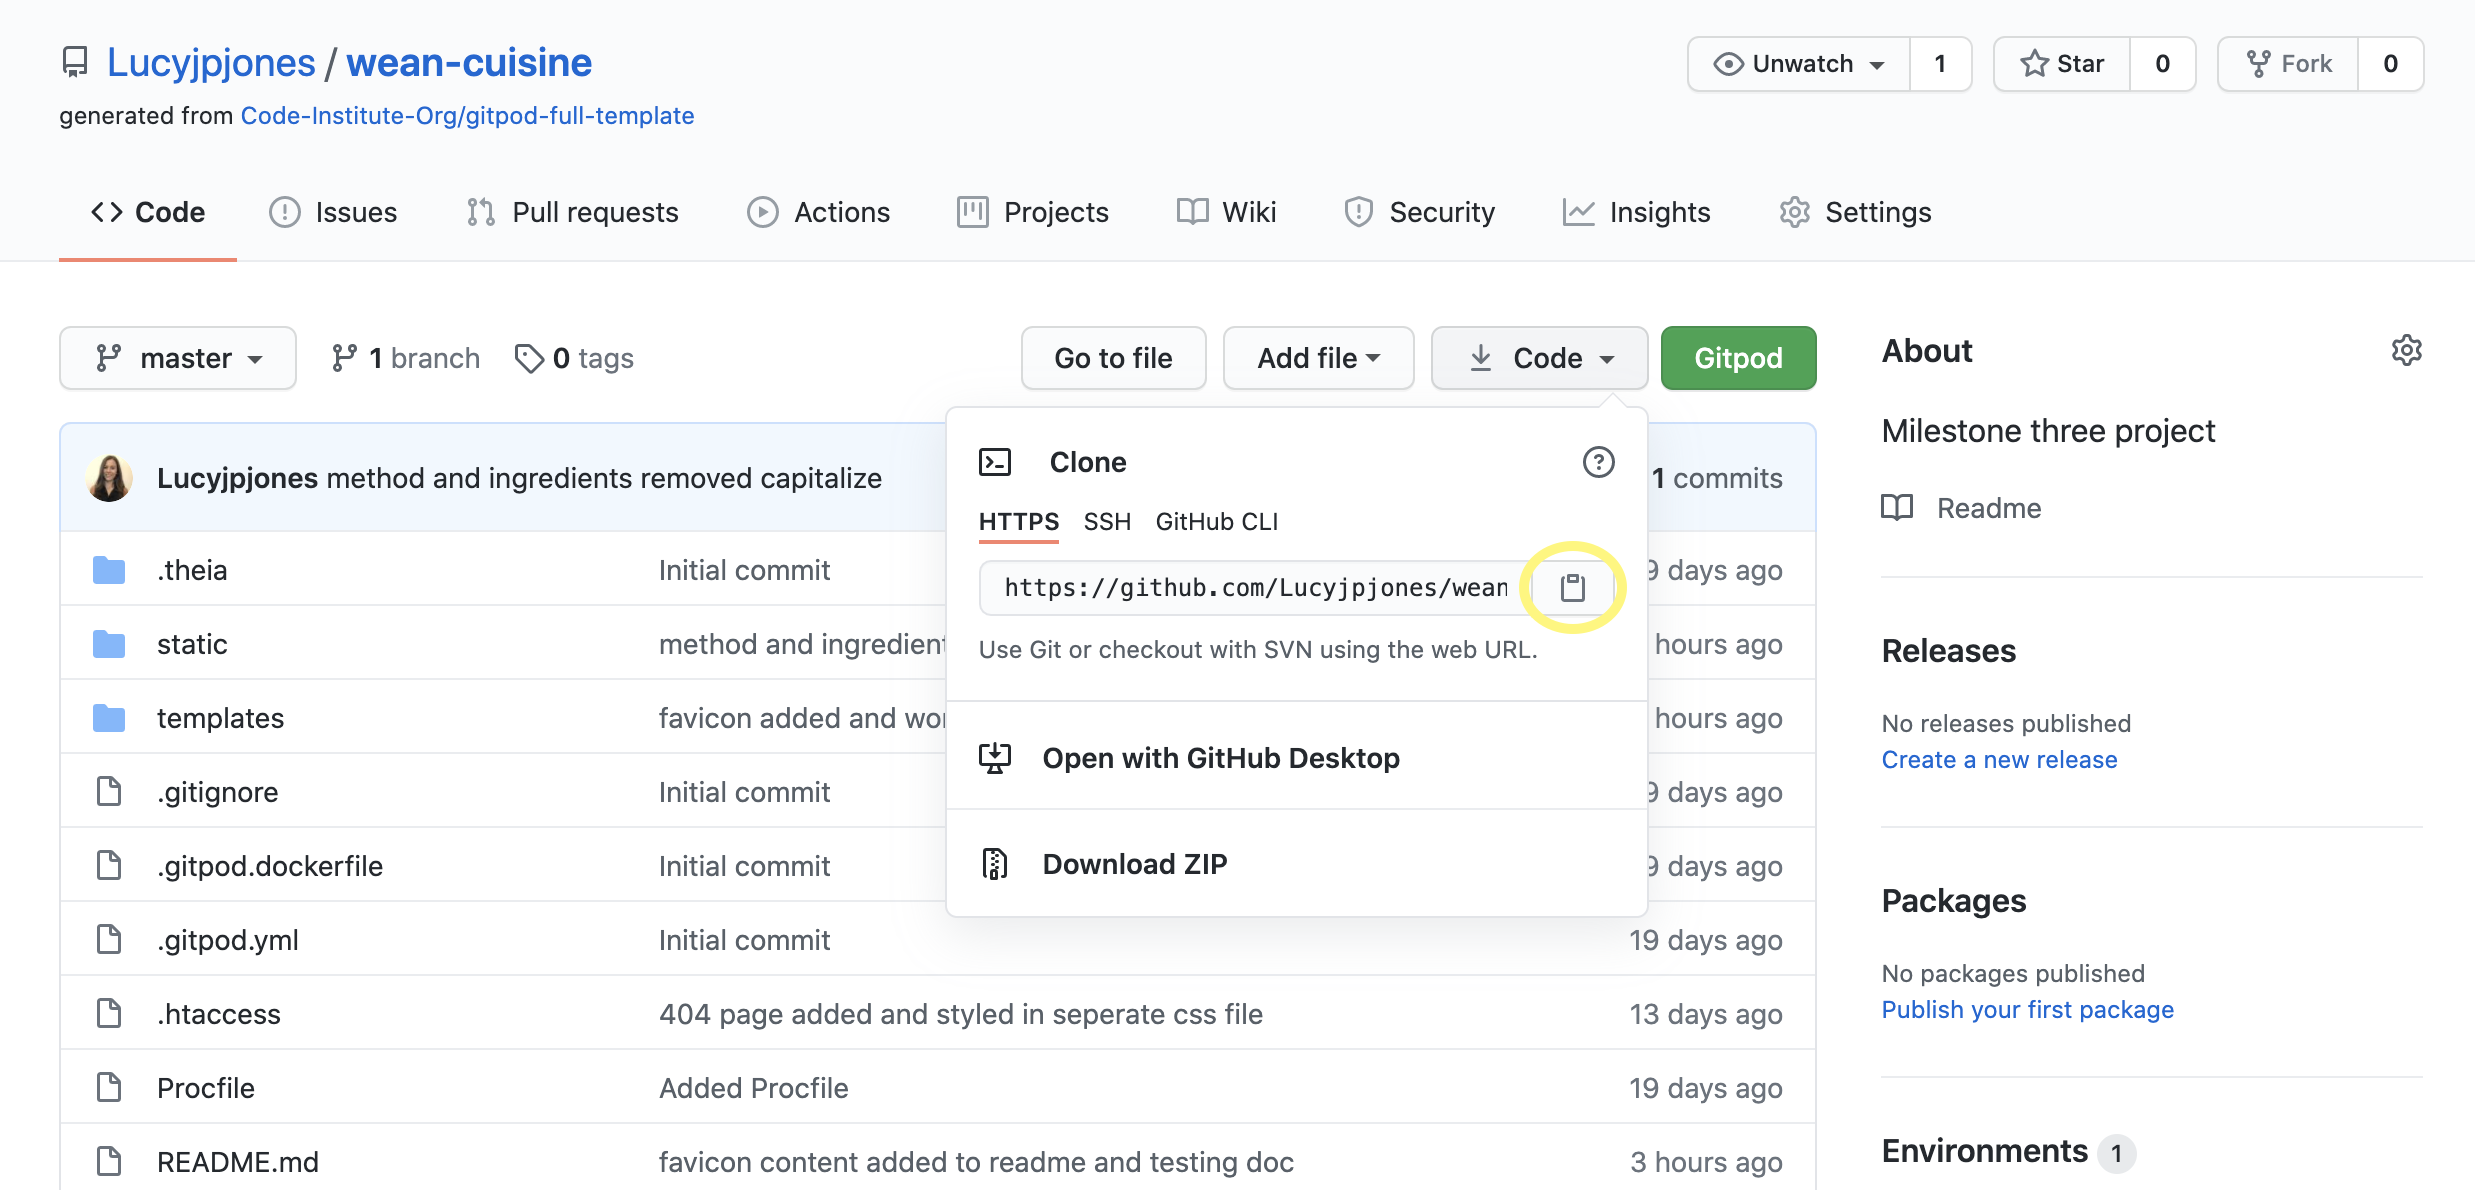 Lucyjpjones / wean-cuisine
Unwatch 1
Star 0
Fork 0
generated from Code-Institute-Org/gitpod-full-template
Code
Issues
Pull requests
Actions
Projects
Wiki
Security
Insights
Settings
master
1 branch
0 tags
Go to file
Add file
Code
Gitpod
Lucyjpjones method and ingredients removed capitalize
1 commits
.theia Initial commit 9 days ago
static method and ingredient hours ago
templates favicon added and hours ago
.gitignore Initial commit 9 days ago
.gitpod.dockerfile Initial commit 9 days ago
.gitpod.yml Initial commit 19 days ago
.htaccess 404 page added and styled in seperate css file 13 days ago
Procfile Added Procfile 19 days ago
README.md favicon content added to readme and testing doc 3 hours ago
Clone
HTTPS SSH GitHub CLI
https://github.com/Lucyjpjones/wean
Use Git or checkout with SVN using the web URL.
Open with GitHub Desktop
Download ZIP
About
Milestone three project
Readme
Releases
No releases published
Create a new release
Packages
No packages published
Publish your first package
Environments 1